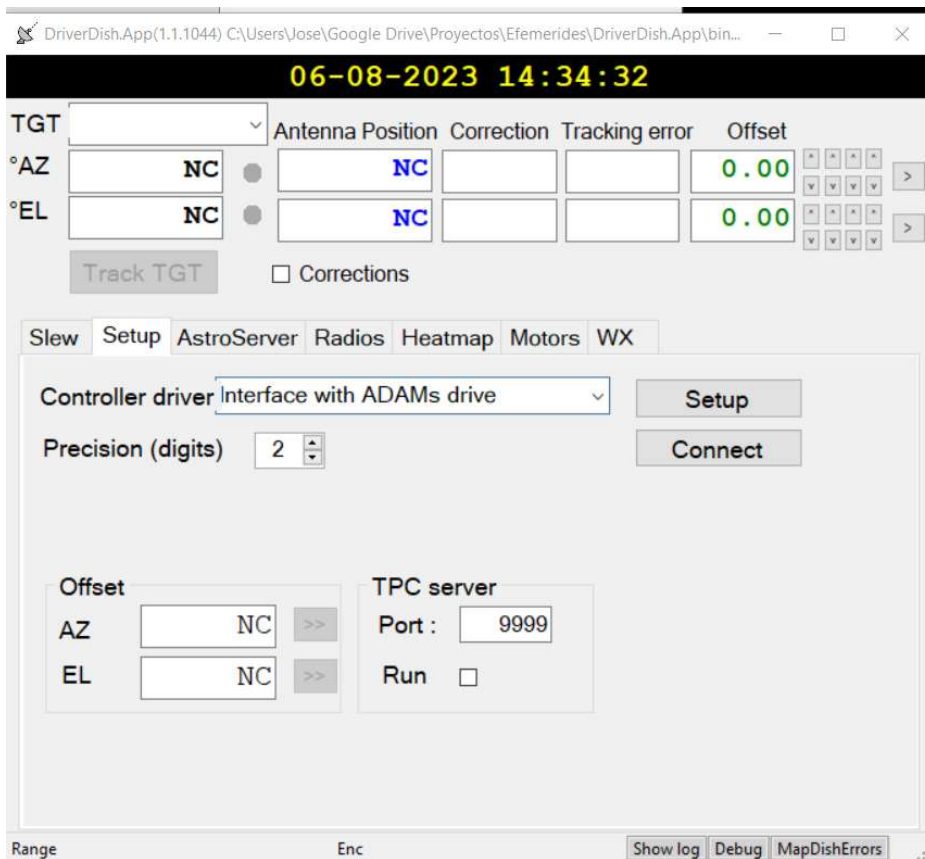 DriverDish.App(1.1.1044) C:\Users\Jose\Google Drive\Proyectos\Efemerides\DriverDish.App\bin...
06-08-2023 14:34:32
TGT Antenna Position Correction Tracking error Offset
°AZ NC NC 0.00 >
°EL NC NC 0.00 >
Track TGT Corrections
Slew Setup AstroServer Radios Heatmap Motors WX
Controller driver Interface with ADAMs drive Setup
Precision (digits) 2 Connect
Offset TPC server
AZ NC >> Port : 9999
EL NC >> Run
Range Enc Show log Debug MapDishErrors